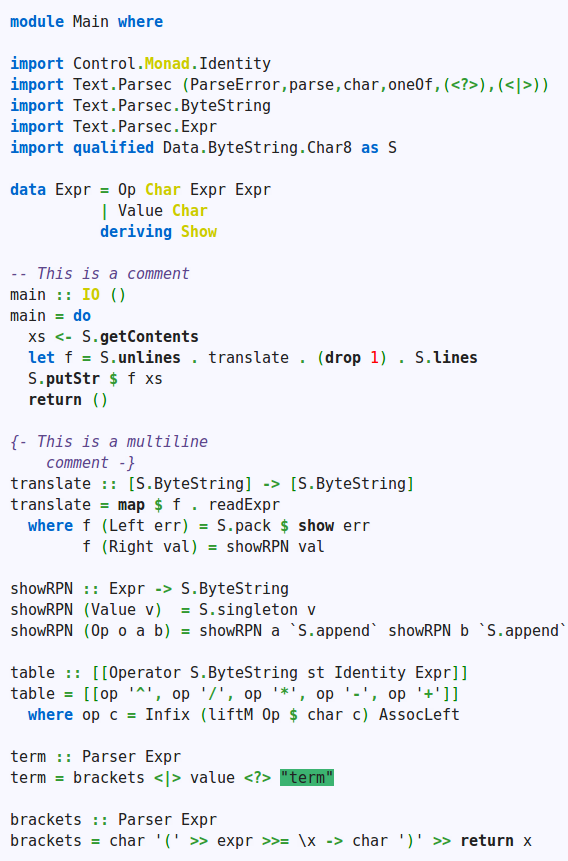 module Main where
import Control.Monad.Identity
import Text.Parsec (ParseError,parse,char,oneOf,(<?>),(<|>))
import Text.Parsec.ByteString
import Text.Parsec.Expr
import qualified Data.ByteString.Char8 as S
data Expr = Op Char Expr Expr
          | Value Char
          deriving Show
-- This is a comment
main :: IO ()
main = do
  xs <- S.getContents
  let f = S.unlines . translate . (drop 1) . S.lines
  S.putStr $ f xs
  return ()
{- This is a multiline
    comment -}
translate :: [S.ByteString] -> [S.ByteString]
translate = map $ f . readExpr
  where f (Left err) = S.pack $ show err
        f (Right val) = showRPN val
showRPN :: Expr -> S.ByteString
showRPN (Value v)  = S.singleton v
showRPN (Op o a b) = showRPN a `S.append` showRPN b `S.append`
table :: [[Operator S.ByteString st Identity Expr]]
table = [[op '^', op '/', op '*', op '-', op '+']]
  where op c = Infix (liftM Op $ char c) AssocLeft
term :: Parser Expr
term = brackets <|> value <?> "term"
brackets :: Parser Expr
brackets = char '(' >> expr >>= \x -> char ')' >> return x